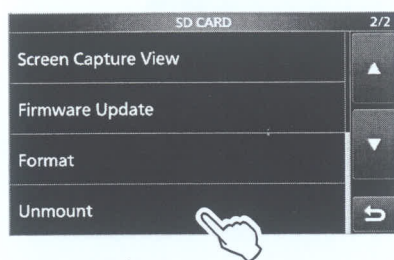 SD CARD 2/2
Screen Capture View
Firmware Update
Format
Unmount